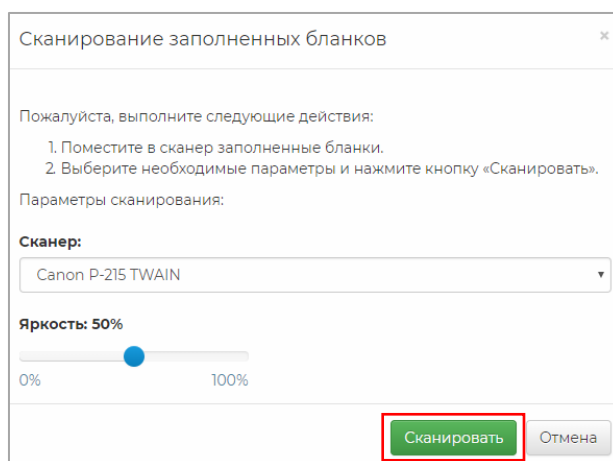 Сканирование заполненных бланков
×
Пожалуйста, выполните следующие действия:
1. Поместите в сканер заполненные бланки.
2. Выберите необходимые параметры и нажмите кнопку «Сканировать».
Параметры сканирования:
Сканер:
Canon P-215 TWAIN
Яркость: 50%
0% 100%
Сканировать Отмена